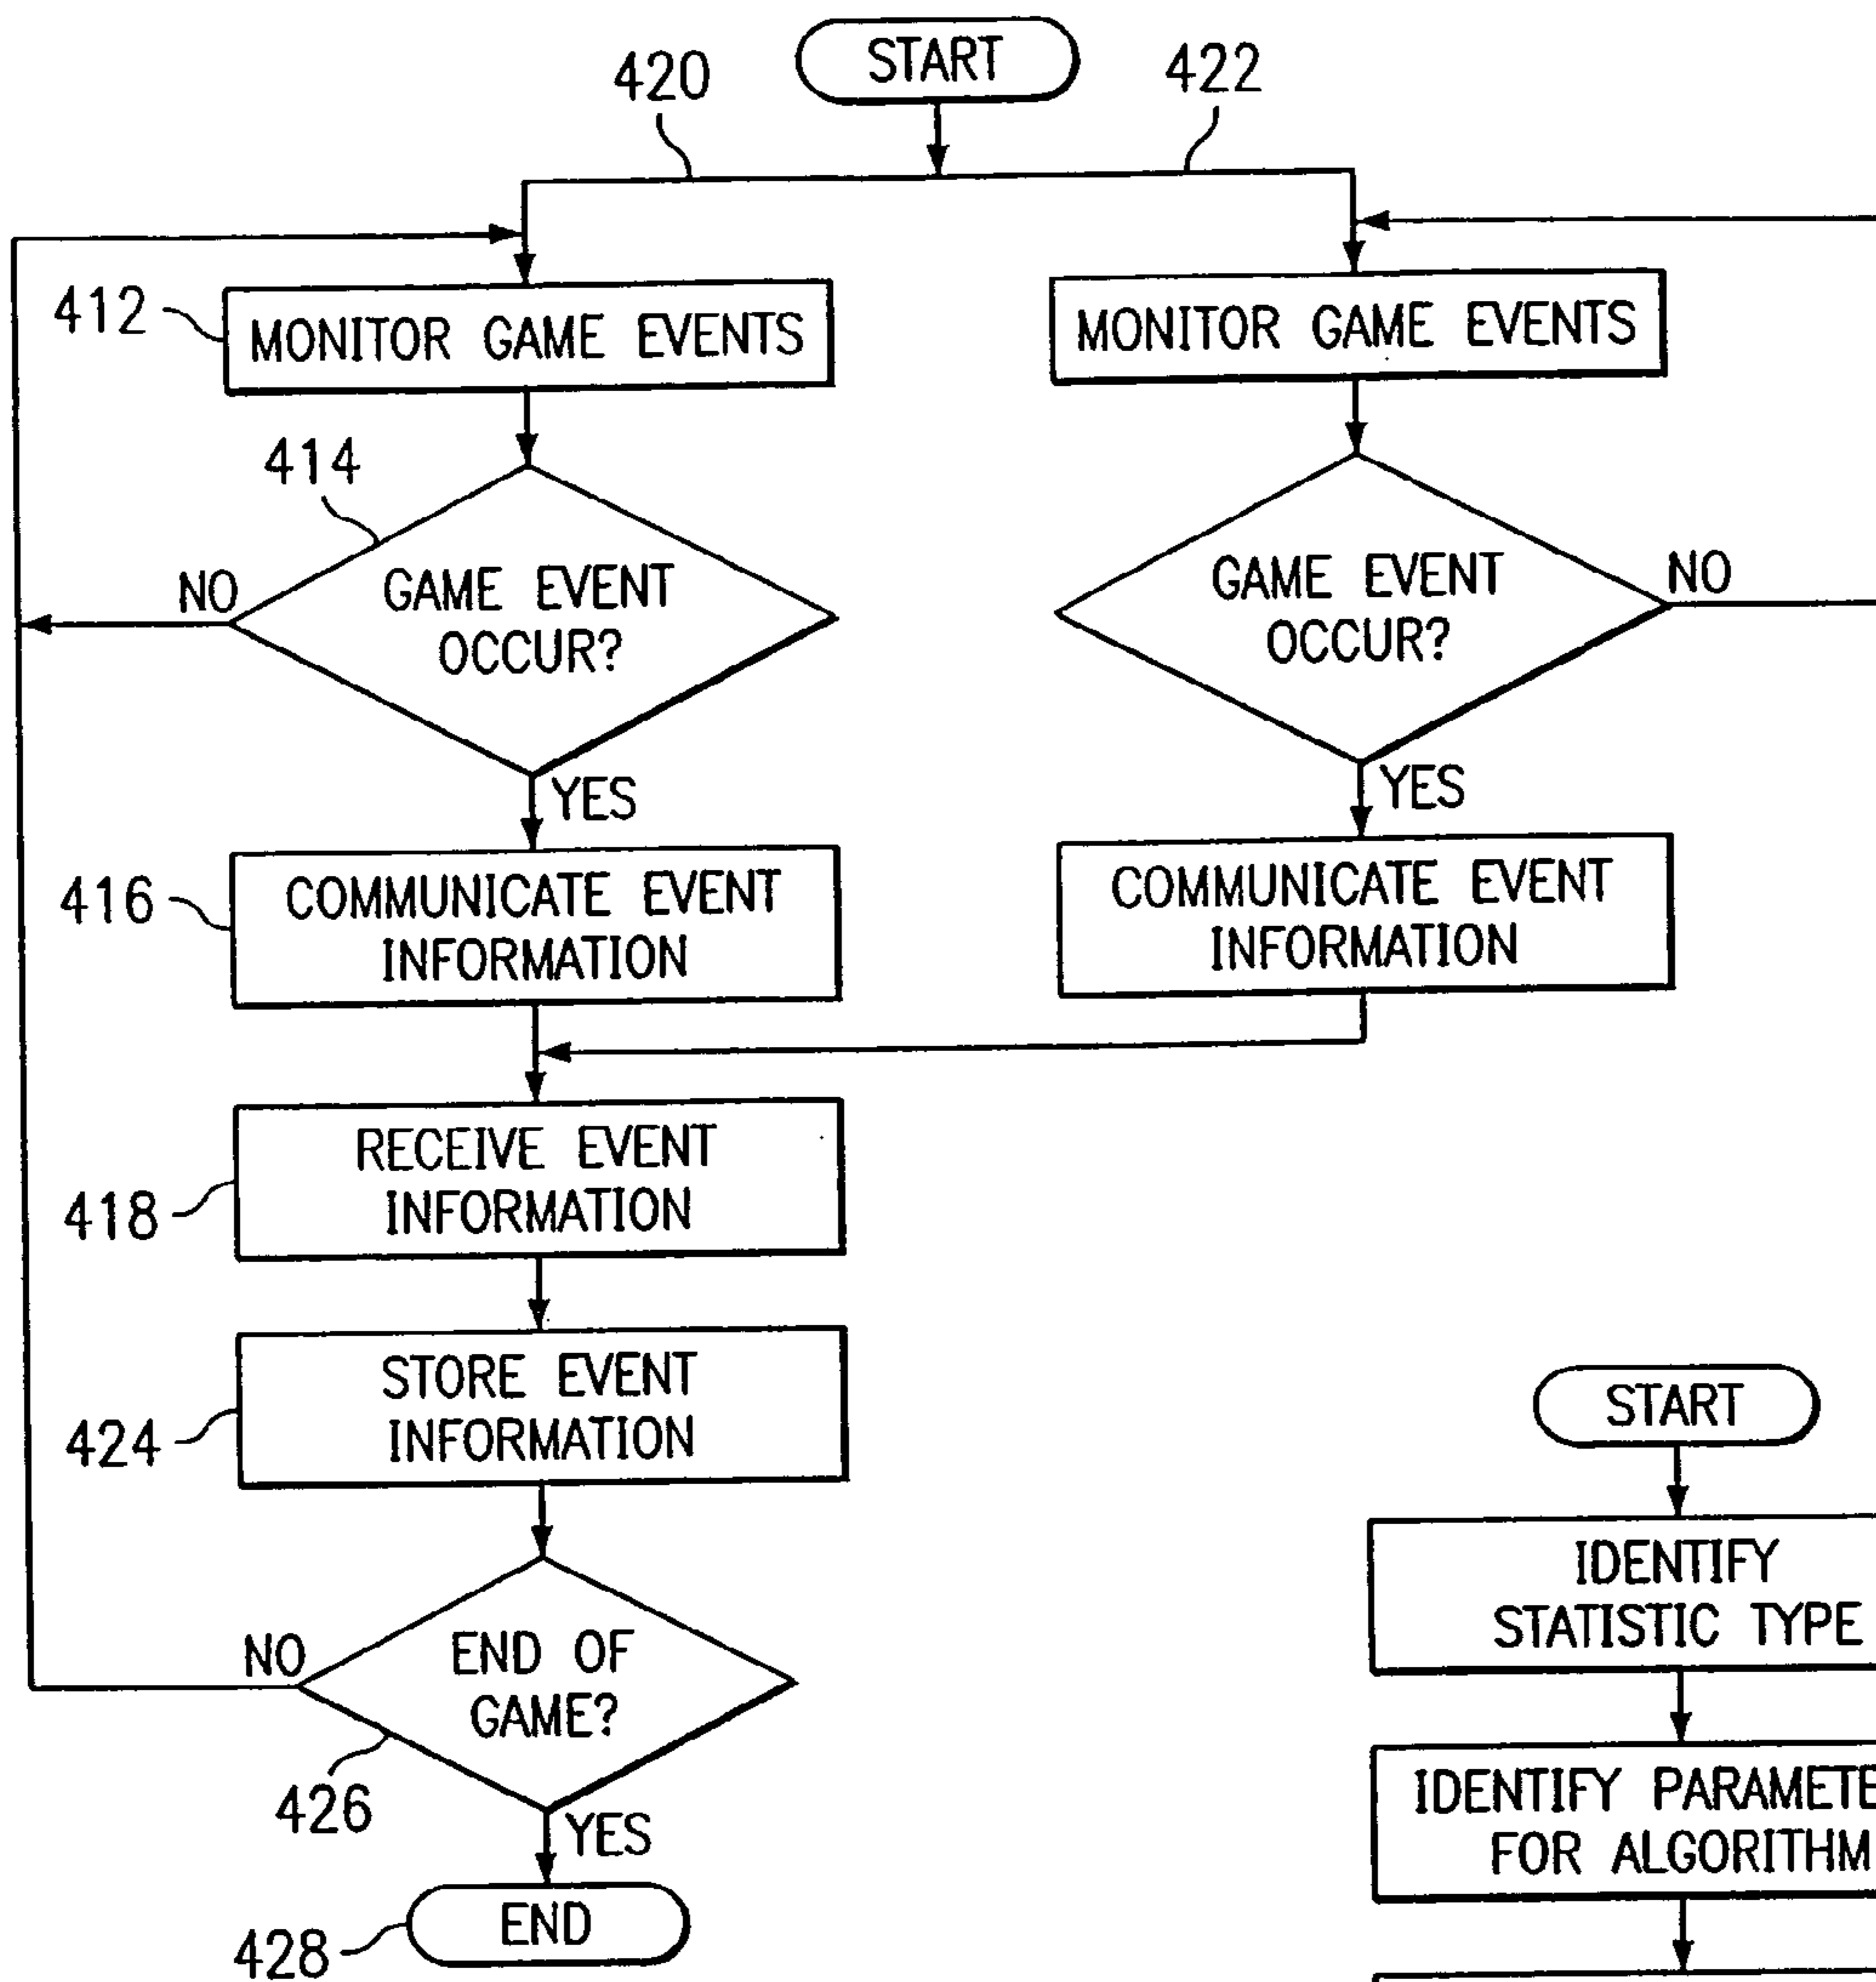 START
420
422
412
MONITOR GAME EVENTS
MONITOR GAME EVENTS
414
NO
GAME EVENT
OCCUR?
GAME EVENT
OCCUR?
NO
YES
YES
416
COMMUNICATE EVENT
INFORMATION
COMMUNICATE EVENT
INFORMATION
418
RECEIVE EVENT
INFORMATION
424
STORE EVENT
INFORMATION
NO
END OF
GAME?
426
YES
428
END
START
IDENTIFY
STATISTIC TYPE
IDENTIFY
FOR ALGORITHM